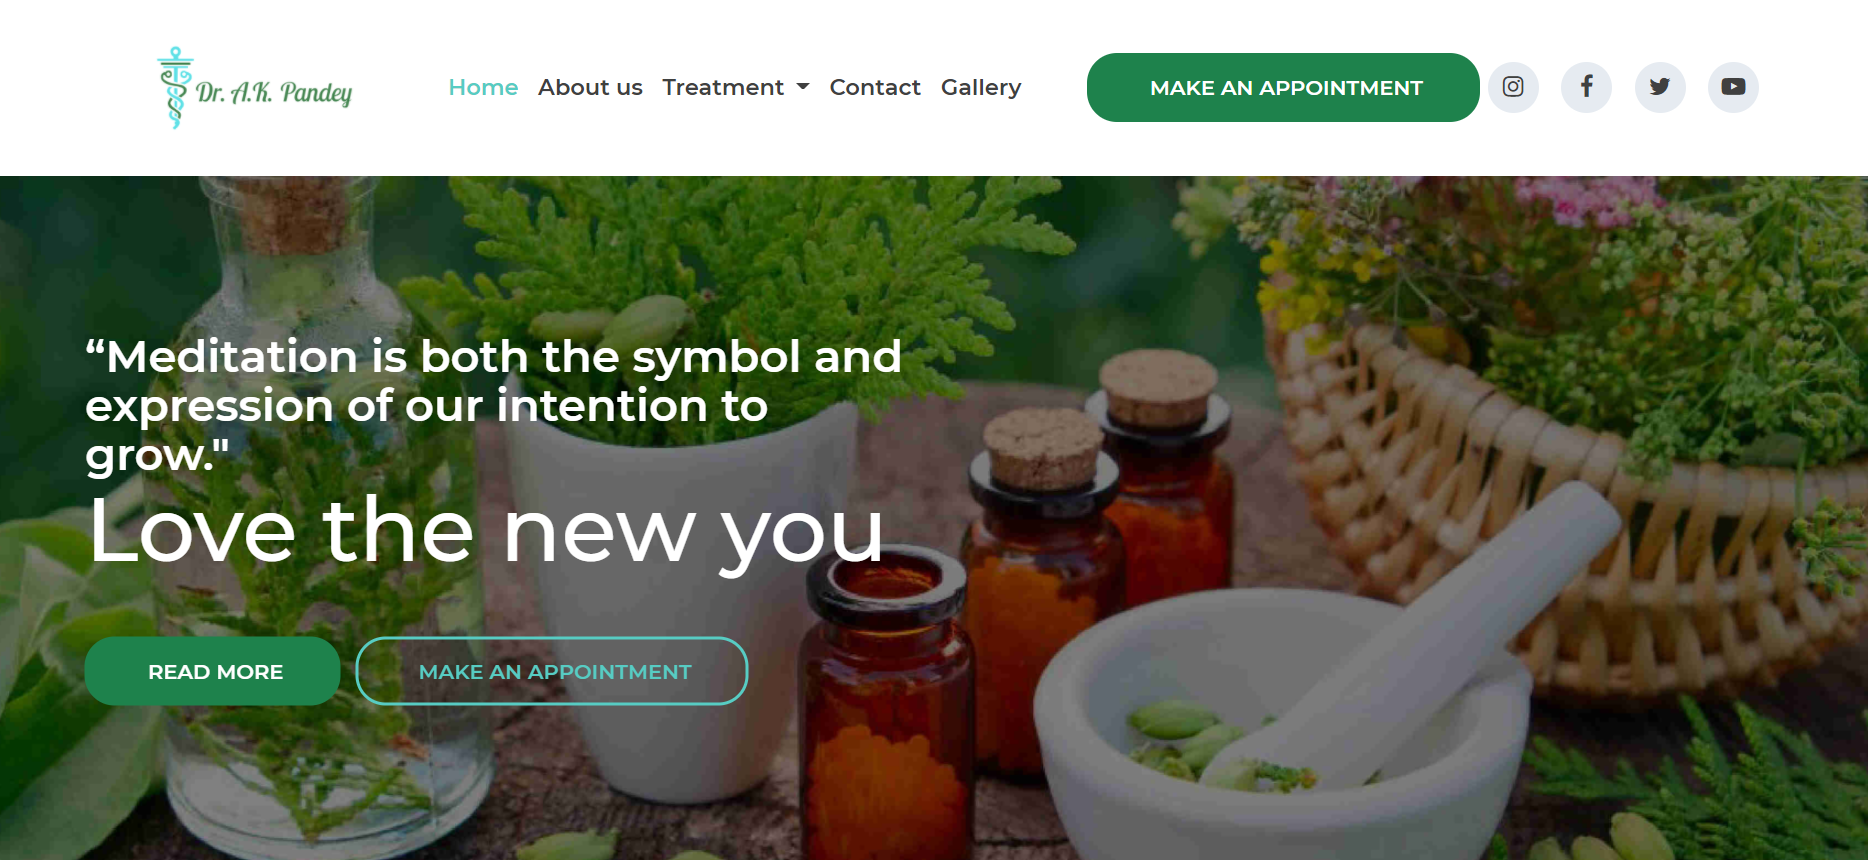 Dr. A.K. Pandey
Home About us Treatment Contact Gallery
MAKE AN APPOINTMENT
“Meditation is both the symbol and
expression of our intention to
grow."
Love the new you
READ MORE
MAKE AN APPOINTMENT